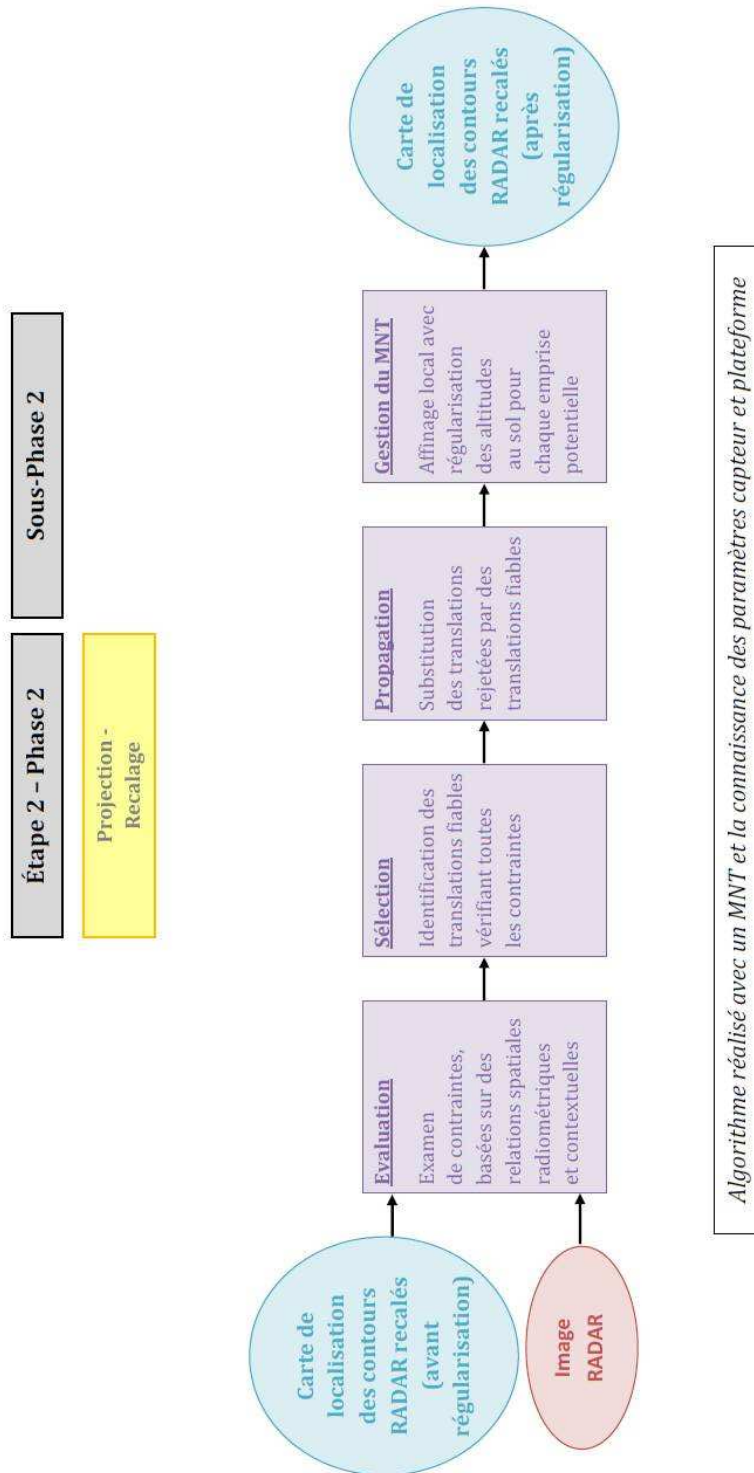 Étape 2 – Phase 2
Sous-Phase 2
Projection -
Recalage
Carte de
localisation
des contours
RADAR recalés
(avant
régularisation)
Image
RADAR
Evaluation
Examen
de contraintes,
basées sur des
relations spatiales
radiométriques
et contextuelles
Sélection
Identification des
translations fiables
vérifiant toutes
les contraintes
Propagation
Substitution
des translations
rejetées par des
translations fiables
Gestion du MNT
Affinage local avec
régularisation
des altitudes
au sol pour
chaque emprise
potentielle
Carte de
localisation
des contours
RADAR recalés
(après
régularisation)
Algorithme réalisé avec un MNT et la connaissance des paramètres capteur et plateforme